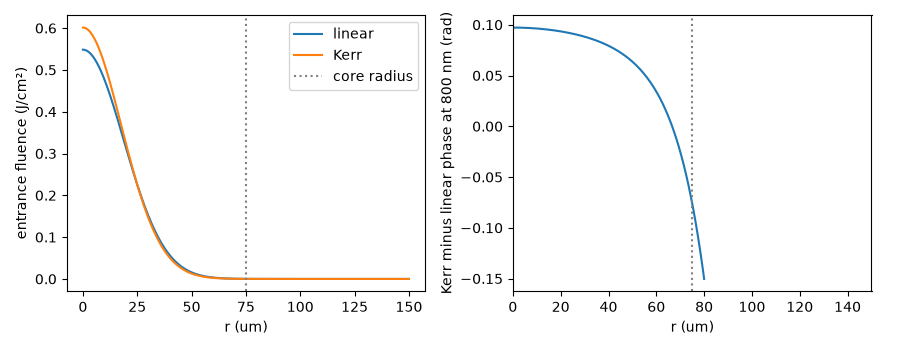 entrance fluence (J/cm²)
0.6
0.5
0.4
0.3
0.2
0.1
0.0
linear
Kerr
core radius
0 25 50 75 100 125 150
r (um)
Kerr minus linear phase at 800 nm (rad)
0.10
0.05
0.00
−0.05
−0.10
−0.15
0 20 40 60 80 100 120 140
r (um)